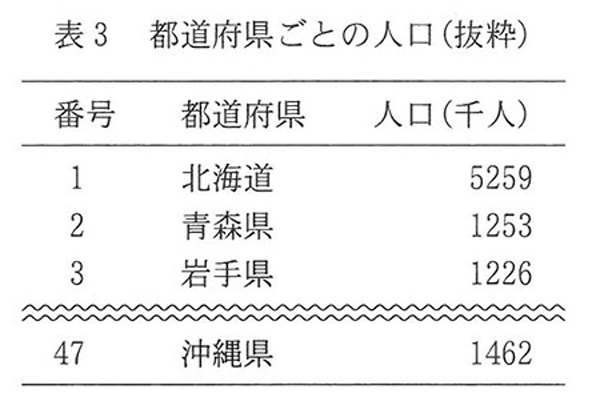 表3 都道府県ごとの人口(抜粋)
番号 都道府県 人口(千人)
1 北海道 5259
2 青森県 1253
3 岩手県 1226
47 沖縄県 1462